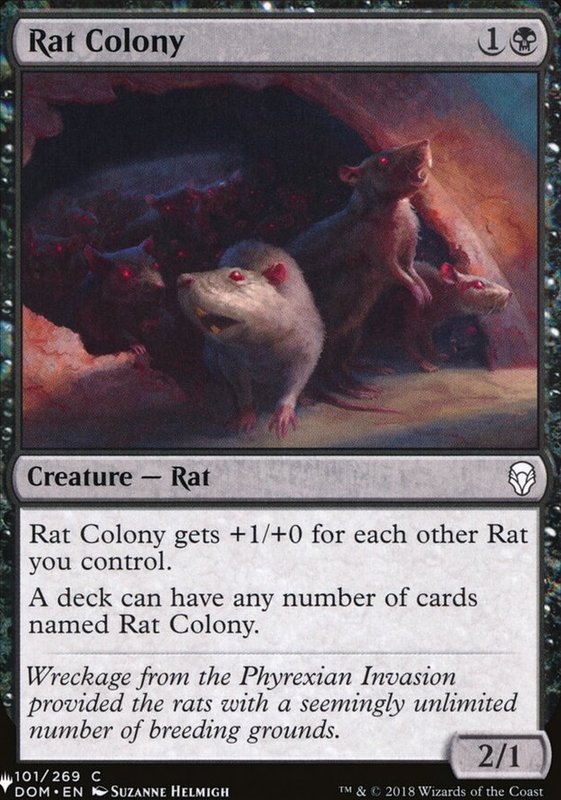 Rat Colony 1
Creature — Rat
Rat Colony gets +1/+0 for each other Rat
you control.
A deck can have any number of cards
named Rat Colony.
Wreckage from the Phyrexian Invasion
provided the rats with a seemingly unlimited
number of breeding grounds.
2/1
101/269 C
DOM • EN SUZANNE HELMIGH ™ & © 2018 Wizards of the Coast